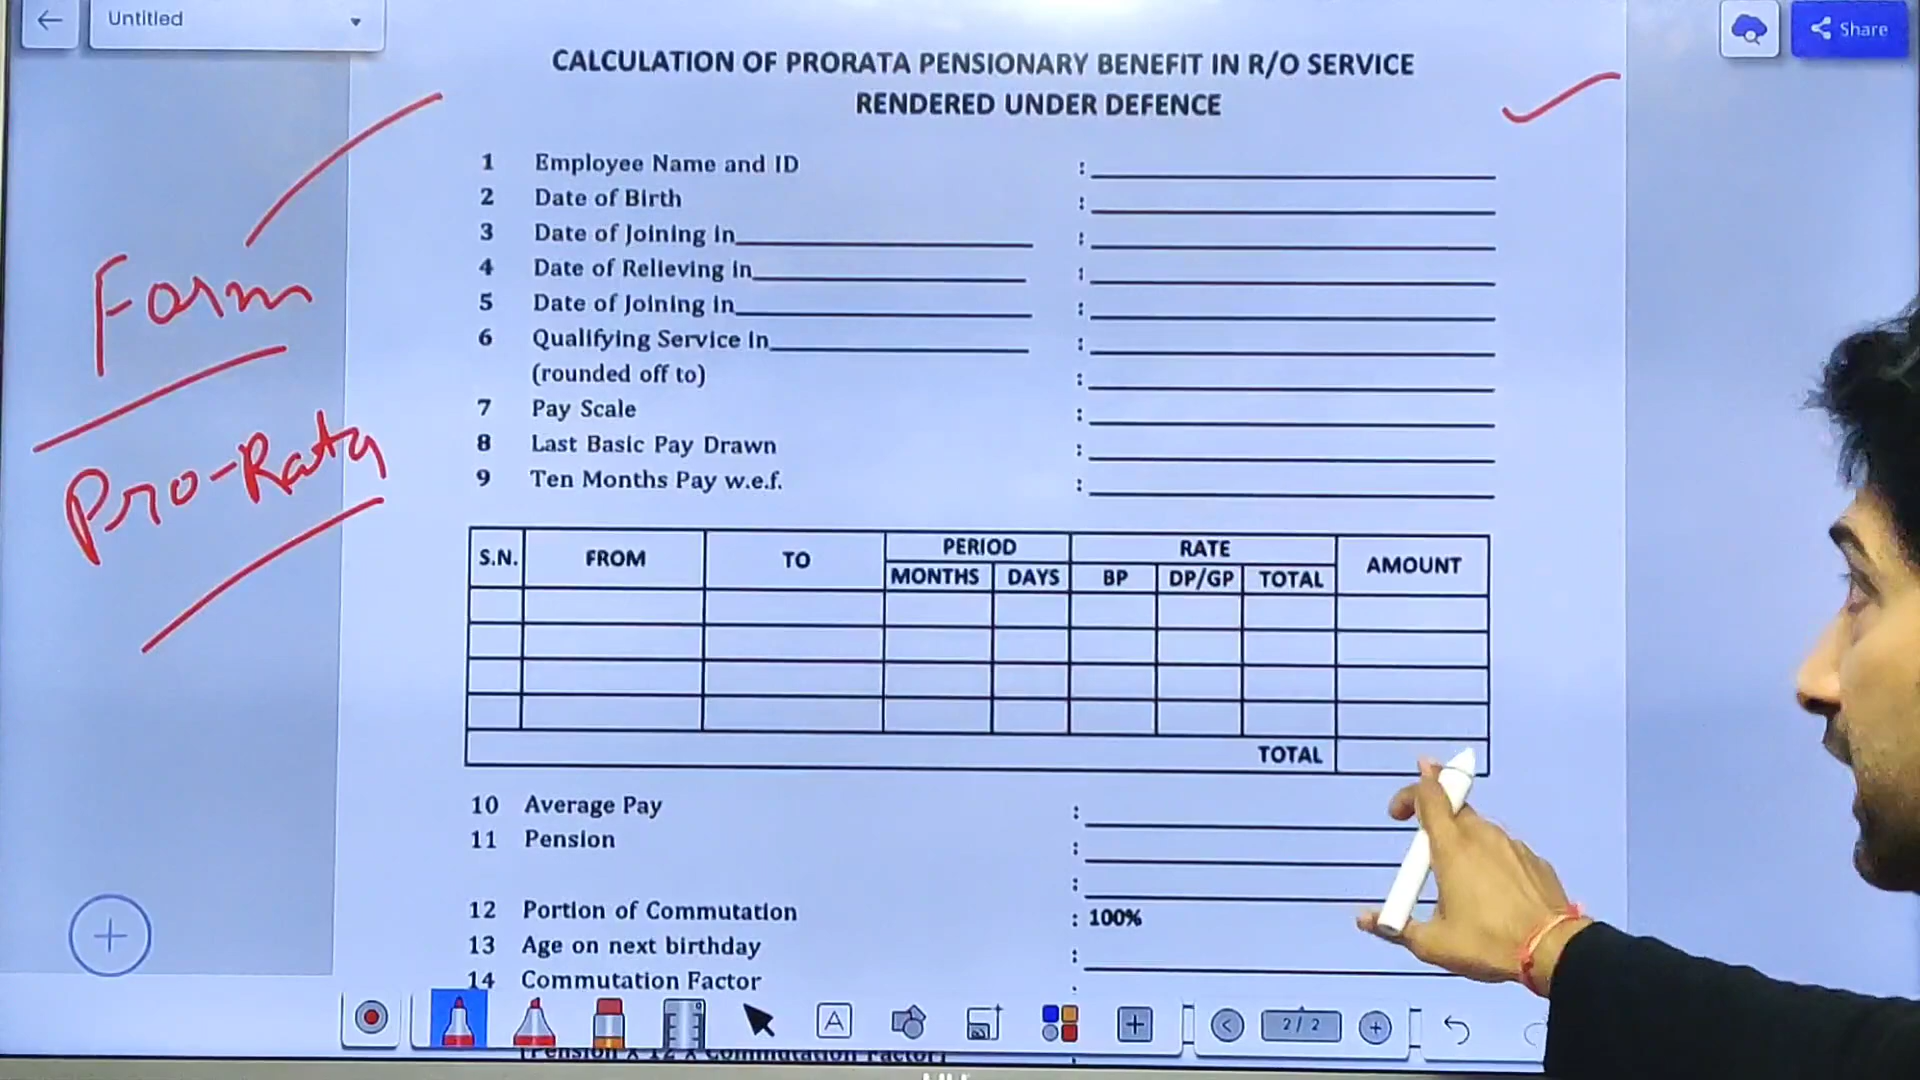 Untitled
Share
CALCULATION OF PRORATA PENSIONARY BENEFIT IN R/O SERVICE
RENDERED UNDER DEFENCE
Form
Pro-Rata
1 Employee Name and ID :
2 Date of Birth :
3 Date of Joining in :
4 Date of Relieving in :
5 Date of Joining in :
6 Qualifying Service in :
(rounded off to) :
7 Pay Scale :
8 Last Basic Pay Drawn :
9 Ten Months Pay w.e.f. :
S.N. FROM TO PERIOD RATE AMOUNT
MONTHS DAYS BP DP/GP TOTAL
TOTAL
10 Average Pay :
11 Pension :
:
12 Portion of Commutation : 100%
13 Age on next birthday :
14 Commutation Factor
A
2 / 2
(Pension x 12 x Commutation Factor)